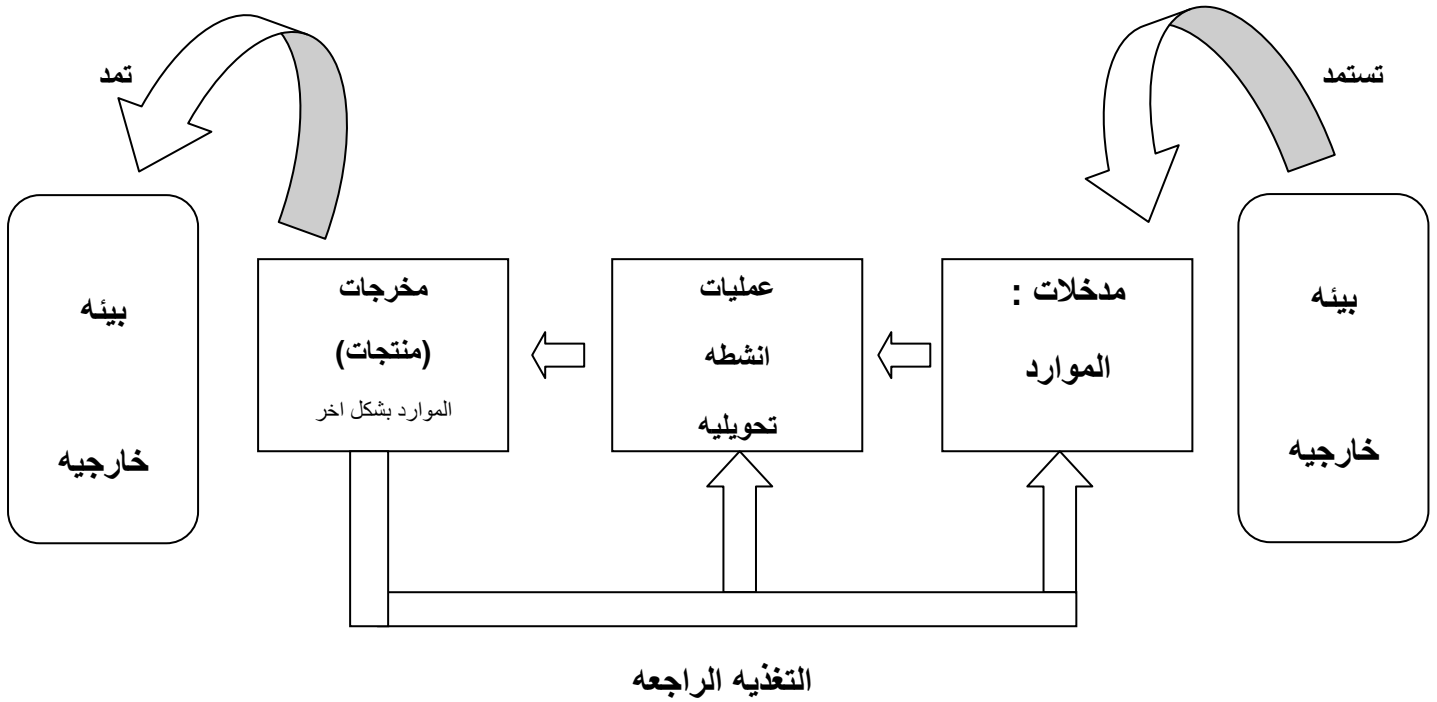 تستمد
تمد
بيئه
خارجيه
مدخلات :
الموارد
عمليات
انشطه
تحويليه
مخرجات
(منتجات)
الموارد بشكل اخر
بيئه
خارجيه
التغذيه الراجعه